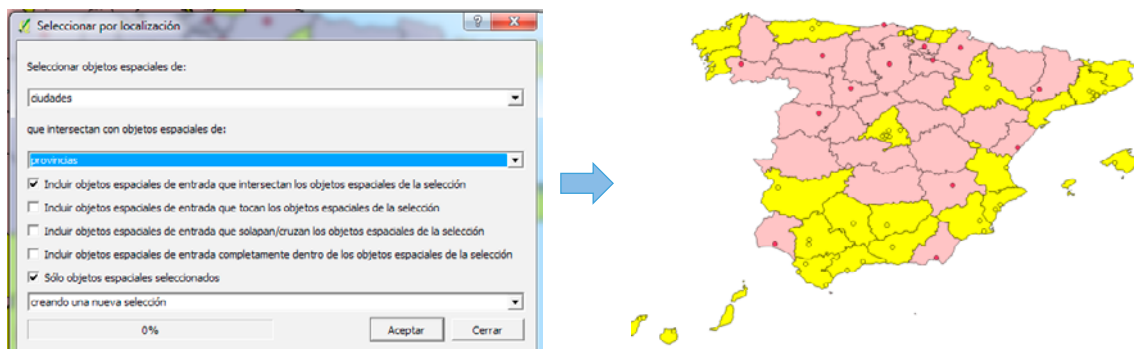 Seleccionar por localización
Seleccionar objetos espaciales de:
ciudades
que intersectan con objetos espaciales de:
provincias
Incluir objetos espaciales de entrada que intersectan los objetos espaciales de la selección
Incluir objetos espaciales de entrada que tocan los objetos espaciales de la selección
Incluir objetos espaciales de entrada que solapan/cruzan los objetos espaciales de la selección
Incluir objetos espaciales de entrada completamente dentro de los objetos espaciales de la selección
Sólo objetos espaciales seleccionados
creando una nueva selección
0%
Aceptar
Cerrar